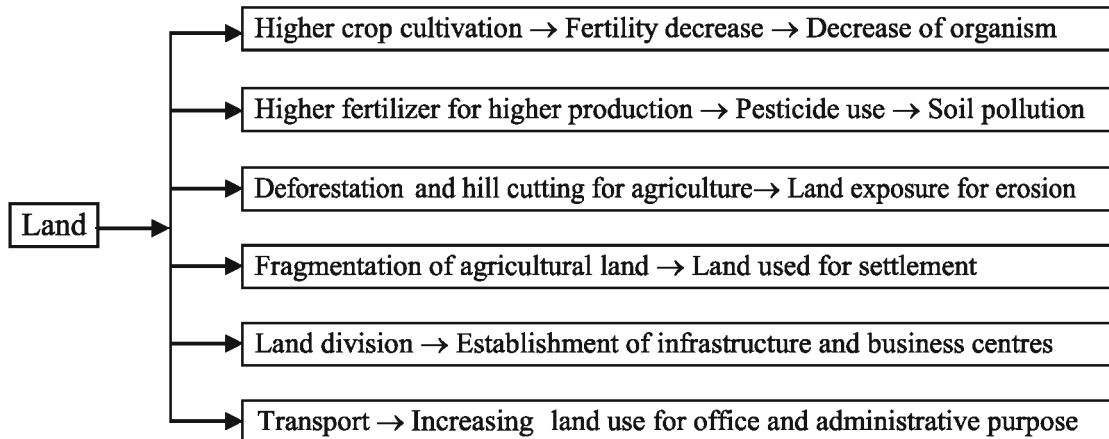 Higher crop cultivation → Fertility decrease → Decrease of organism
Higher fertilizer for higher production → Pesticide use → Soil pollution
Deforestation and hill cutting for agriculture→ Land exposure for erosion
Land
Fragmentation of agricultural land → Land used for settlement
Land division → Establishment of infrastructure and business centres
Transport → Increasing land use for office and administrative purpose